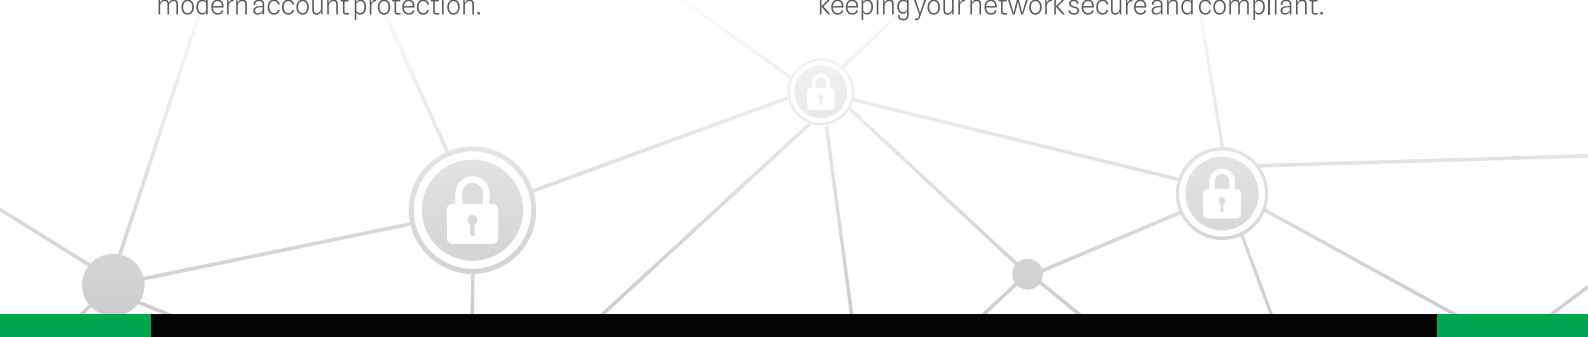 modern account protection.
keeping your network secure and compliant.